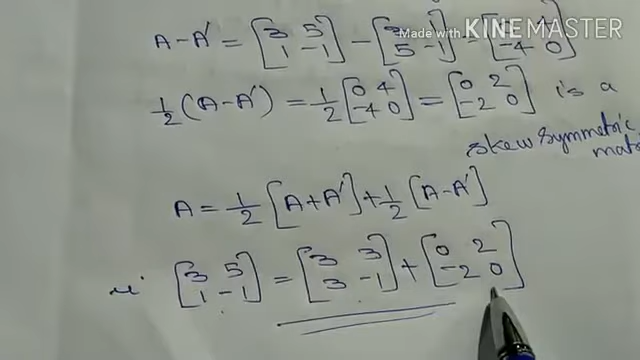 Made with KINEMASTER
A-A' = [3 5 1 -1] - [3 1 5 -1] = [0 4 -4 0]
1/2 (A-A') = 1/2 [0 4 -4 0] = [0 2 -2 0] is a
skew symmetric
matri
A = 1/2 [A+A'] + 1/2 [A-A']
[3 5 1 -1] = [3 3 3 -1] + [0 2 -2 0]